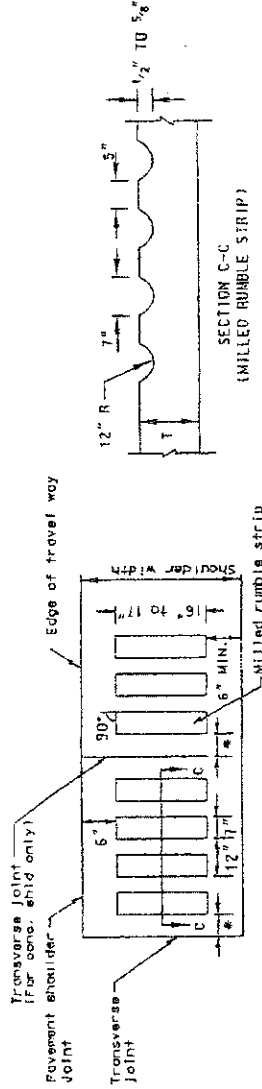 Transverse joint
(For conc. shld only)
Pavement shoulder
joint
Edge of travel way
Transverse
joint
6"
90°
C
C
*
12"
7"
*
6" MIN.
16" to 17"
Shoulder width
Milled rumble strip
12" R
7"
5"
1/2" TO 5/8"
T
SECTION C-C
(MILLED RUMBLE STRIP)